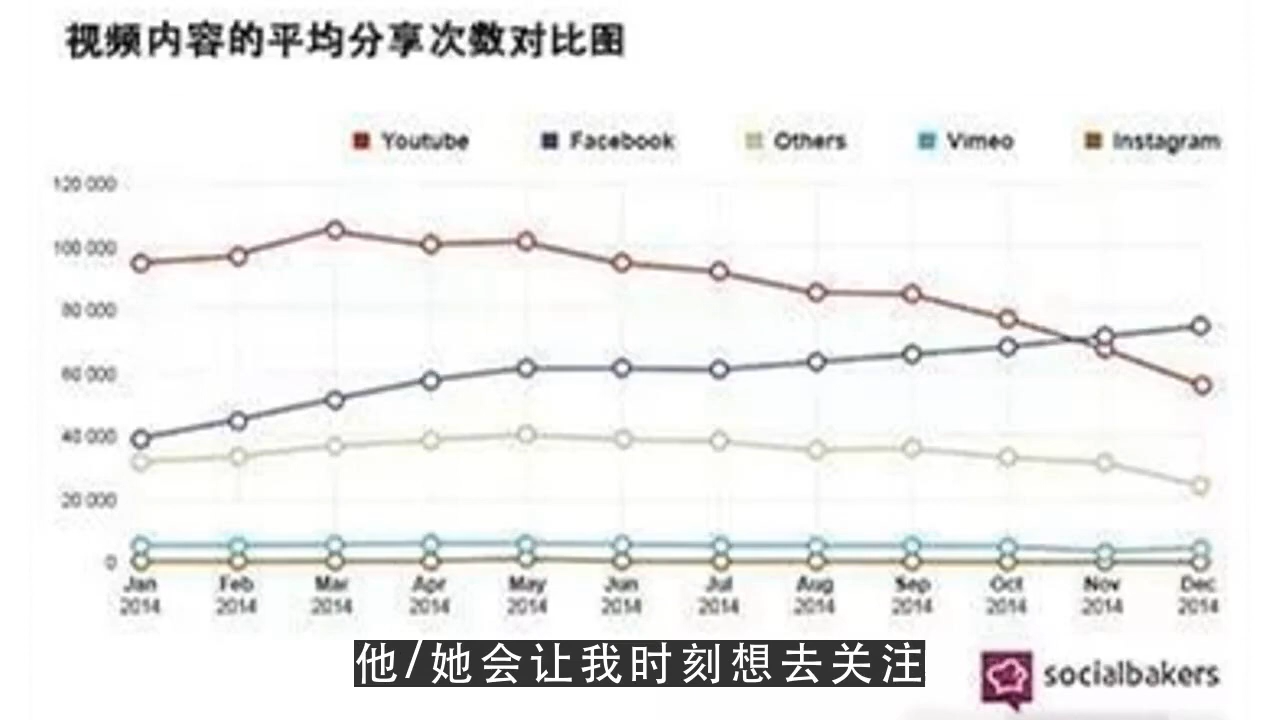 视频内容的平均分享次数对比图
Youtube Facebook Others Vimeo Instagram
120 000
100 000
80 000
60 000
40 000
20 000
0
Jan Feb Mar Apr May Jun Jul Aug Sep Oct Nov Dec
2014 2014 2014 2014 2014 2014 2014 2014 2014 2014 2014 2014
他/她会让我时刻想去关注
socialbakers